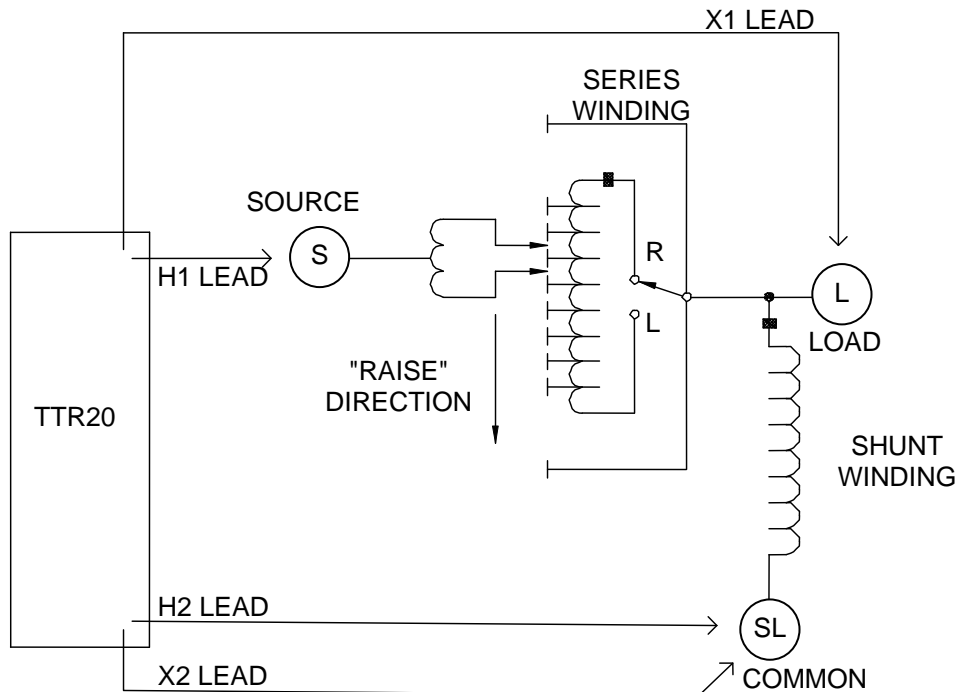 X1 LEAD
SERIES
WINDING
SOURCE
S
H1 LEAD
R
L
L
LOAD
"RAISE"
DIRECTION
TTR20
SHUNT
WINDING
H2 LEAD
SL
X2 LEAD
COMMON